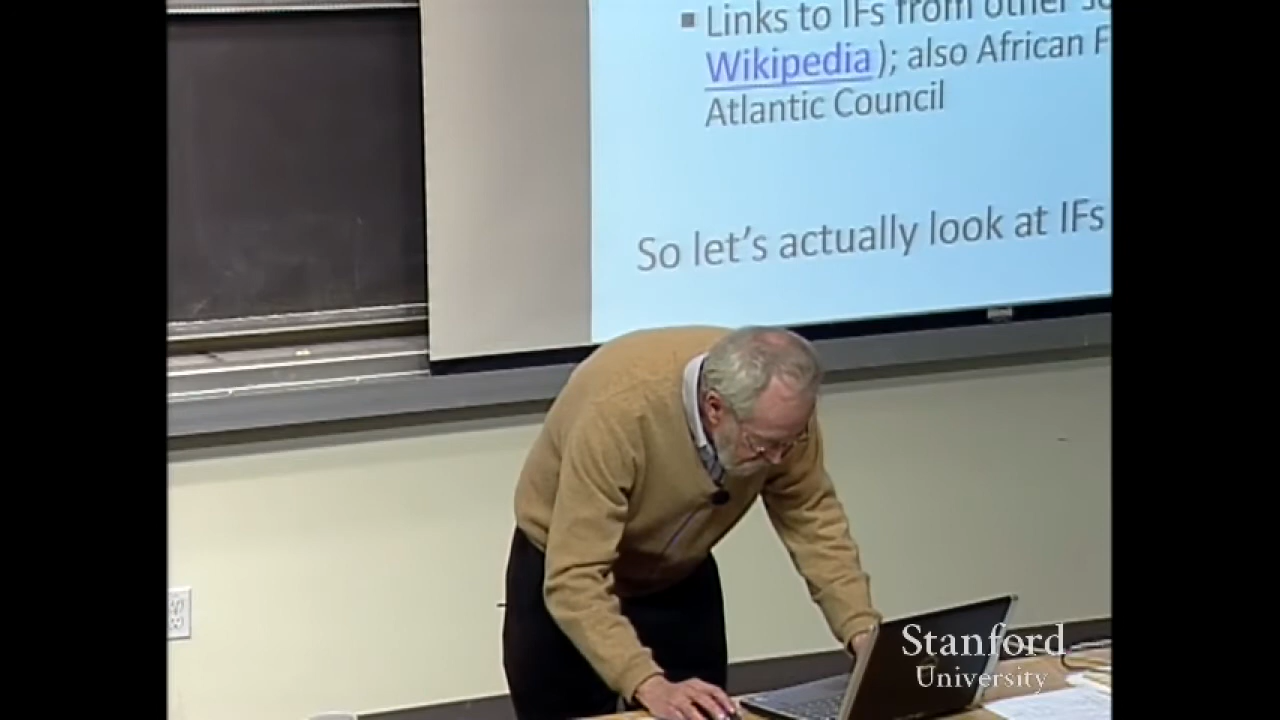 ▪ Links to IFs from other
Wikipedia); also African
Atlantic Council
So let's actually look at IFs
Stanford
University